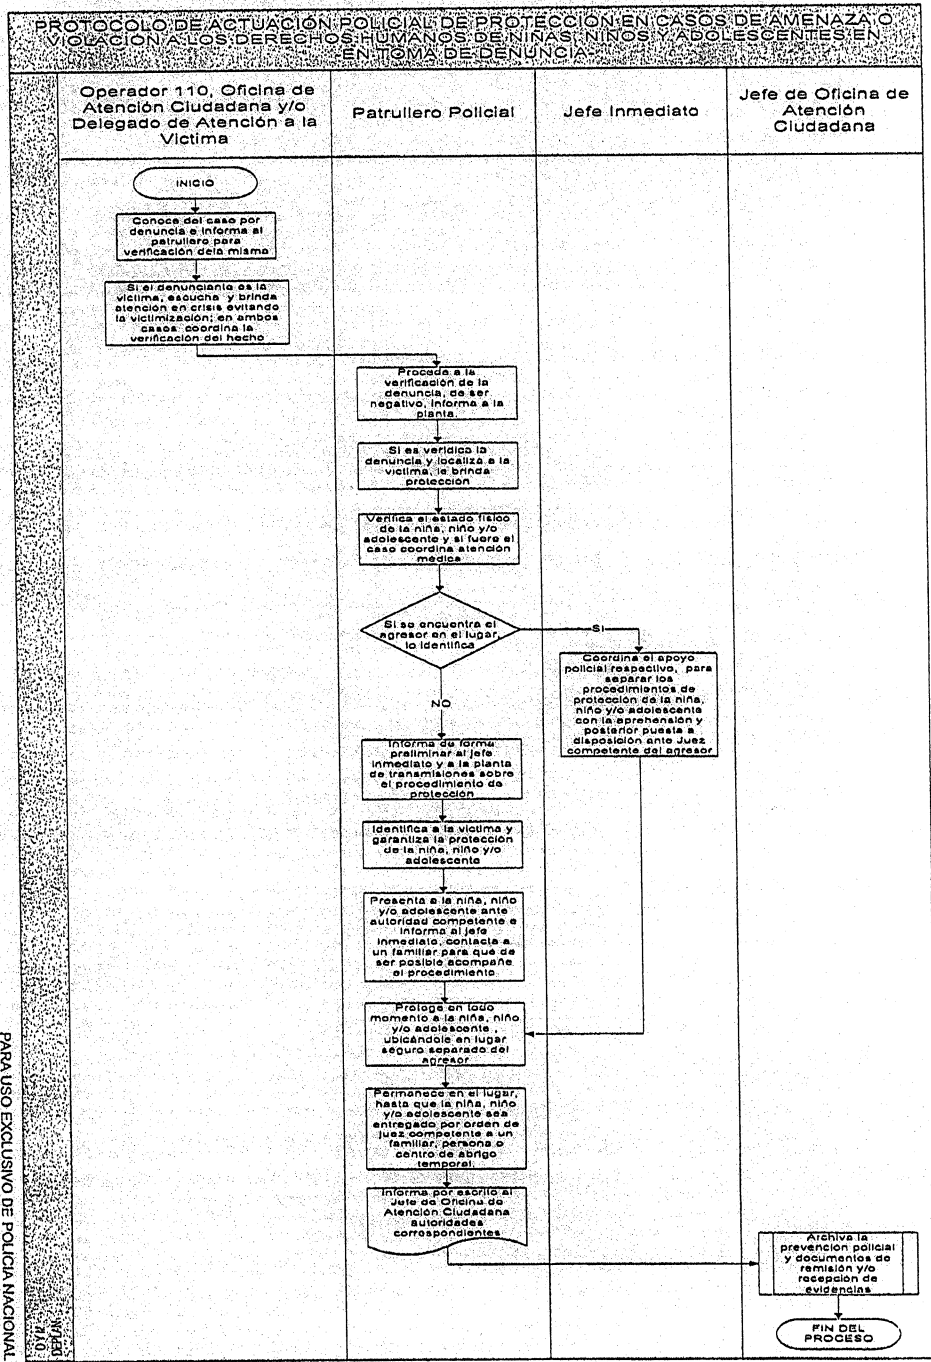 PROTOCOLO DE ACTUACIÓN POLICIAL DE PROTECCIÓN EN CASOS DE AMENAZA O
VIOLACIÓN A LOS DERECHOS HUMANOS DE NIÑAS, NIÑOS Y ADOLESCENTES EN
EN TOMA DE DENUNCIA
Operador 110, Oficina de
Atención Ciudadana y/o
Delegado de Atención a la
Victima
Patrullero Policial
Jefe Inmediato
Jefe de Oficina de
Atención
Ciudadana
INICIO
Conoce del caso por
denuncia e informa al
patrullero para
verificación dela misma
Si el denunciante es la
víctima, escucha y brinda
atención en crisis evitando
la victimización; en ambos
casos coordina la
verificación del hecho
Proceda a la
verificación de la
denuncia, de ser
negativo, informa a la
planta.
Si es verídica la
denuncia y localiza a la
víctima, le brinda
protección
Verifica el estado físico
de la niña, niño y/o
adolescente y si fuere el
caso coordina atención
médica
Si se encuentra el
agresor en el lugar,
lo identifica
SI
Coordina el apoyo
policial respectivo, para
separar los
procedimientos de
protección de la niña,
niño y/o adolescente
con la aprehensión y
posterior puesta a
disposición ante Juez
competente del agresor
NO
Informa de forma
preliminar al jefe
inmediato y a la planta
de transmisiones sobre
el procedimiento de
protección
Identifica a la víctima y
garantiza la protección
de la niña, niño y/o
adolescente
Presenta a la niña, niño
y/o adolescente ante
autoridad competente e
informa al jefe
inmediato, contacta a
un familiar para que de
ser posible acompañe
el procedimiento
Protege en todo
momento a la niña, niño
y/o adolescente ,
ubicándole en lugar
seguro separado del
agresor
Permanece en el lugar,
hasta que la niña, niño
y/o adolescente sea
entregado por orden de
juez competente a un
familiar, persona o
centro de abrigo
temporal.
Informa por escrito al
Jefe de Oficina de
Atención Ciudadana
autoridades
correspondientes
Archiva la
prevención policial
y documentos de
remisión y/o
recepción de
evidencias
FIN DEL
PROCESO
DEPLAN
PARA USO EXCLUSIVO DE POLICIA NACIONAL